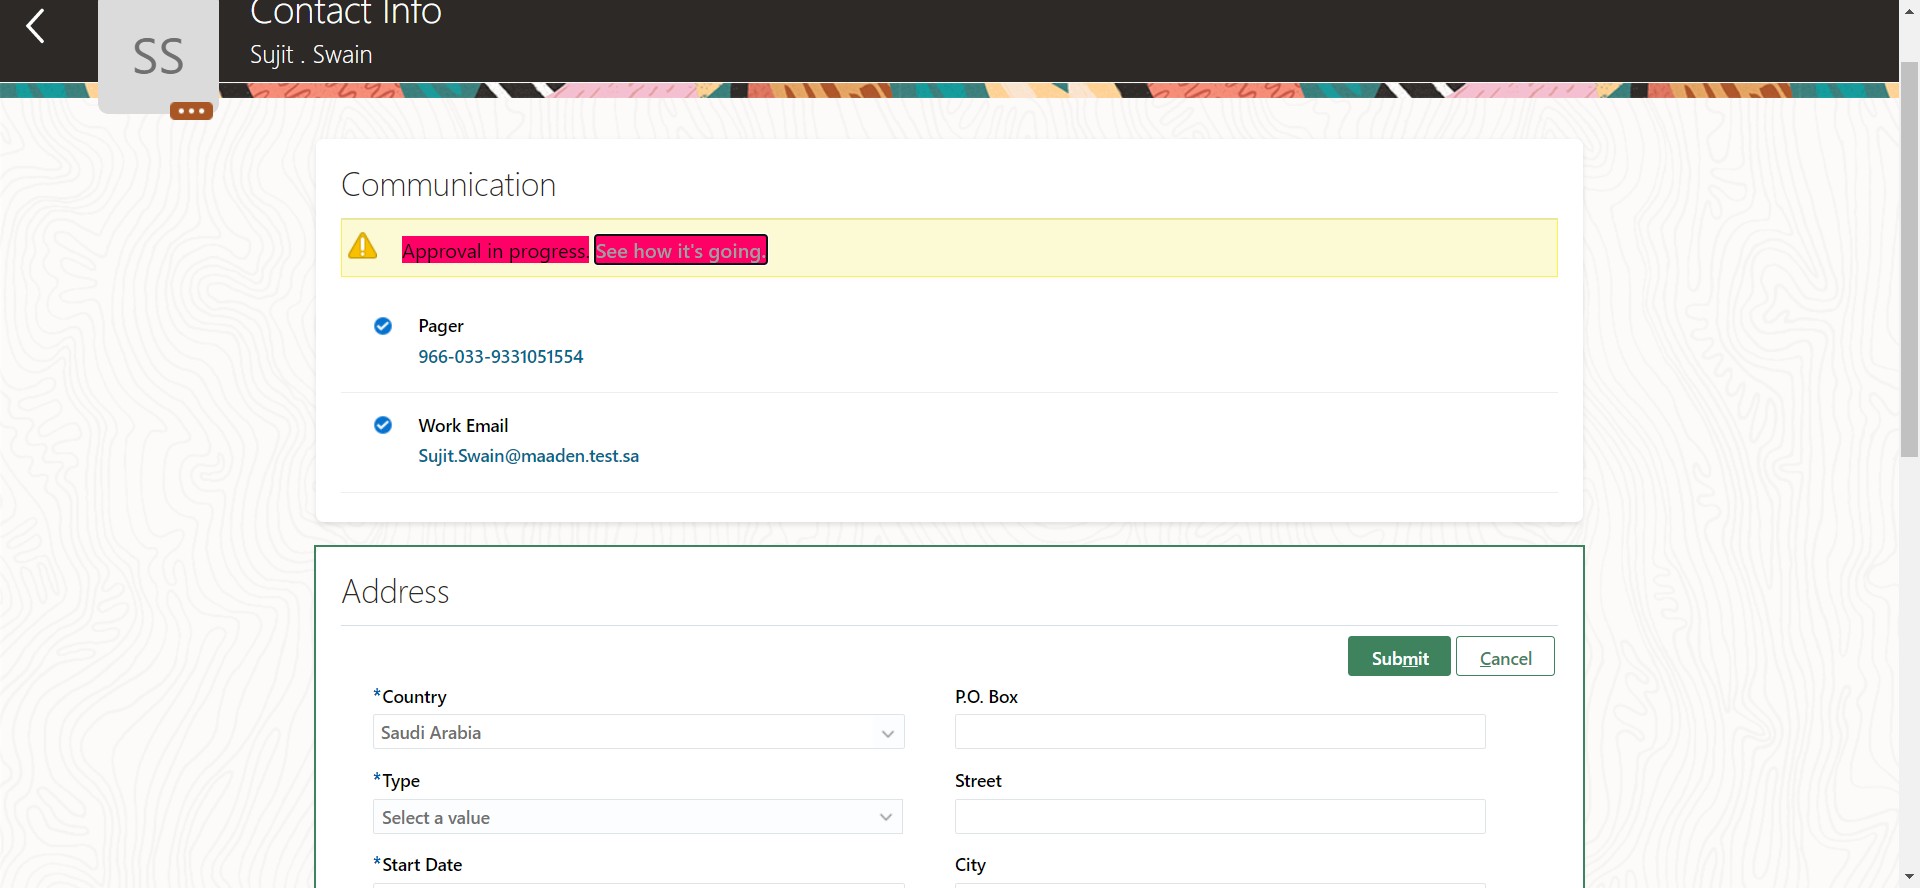 Contact Info
SS
Sujit . Swain
Communication
Approval in progress. See how it's going.
Pager
966-033-9331051554
Work Email
Sujit.Swain@maaden.test.sa
Address
Submit Cancel
*Country
P.O. Box
Saudi Arabia
*Type
Street
Select a value
*Start Date
City